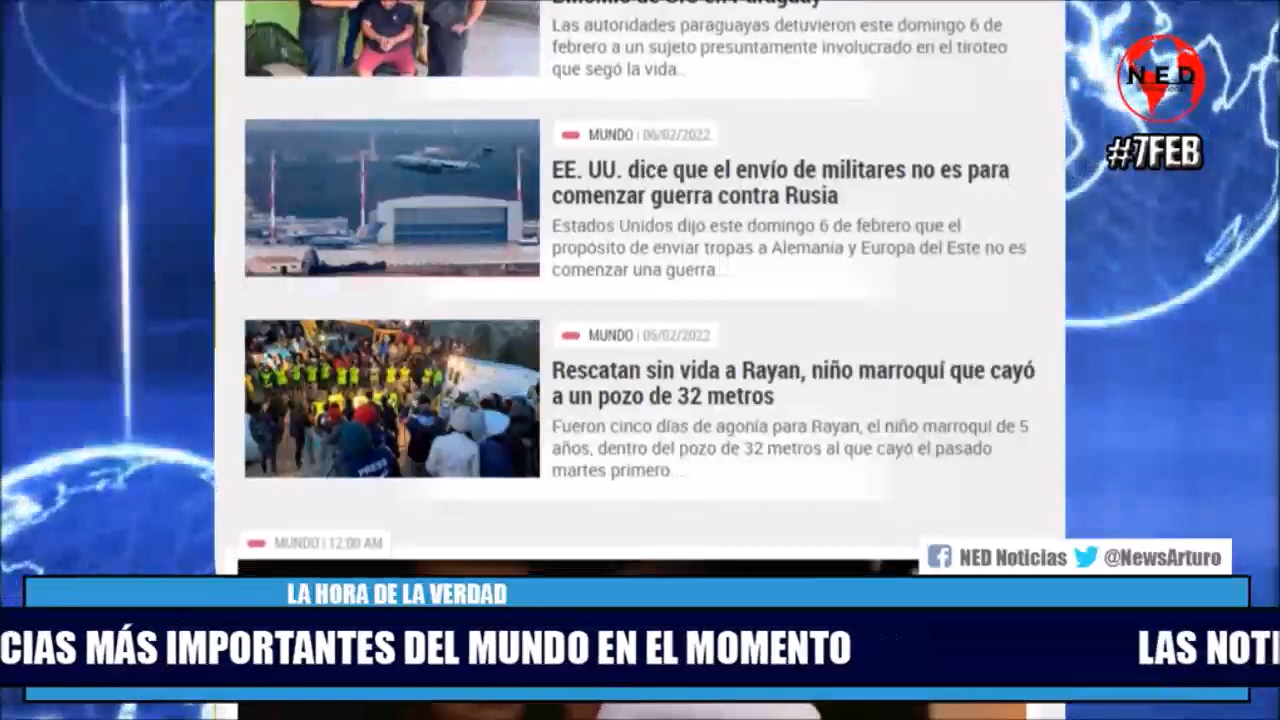 Las autoridades paraguayas detuvieron este domingo 6 de
febrero a un sujeto presuntamente involucrado en el tiroteo
que segó la vida..
NED
#7FEB
MUNDO | 06/02/2022
EE. UU. dice que el envío de militares no es para
comenzar guerra contra Rusia
Estados Unidos dijo este domingo 6 de febrero que el
propósito de enviar tropas a Alemania y Europa del Este no es
comenzar una guerra...
MUNDO | 05/02/2022
Rescatan sin vida a Rayan, niño marroquí que cayó
a un pozo de 32 metros
Fueron cinco días de agonía para Rayan, el niño marroquí de 5
años, dentro del pozo de 32 metros al que cayó el pasado
martes primero....
PRESS
MUNDO | 12:00 AM
NED Noticias @NewsArturo
LA HORA DE LA VERDAD
CIAS MÁS IMPORTANTES DEL MUNDO EN EL MOMENTO LAS NOTI